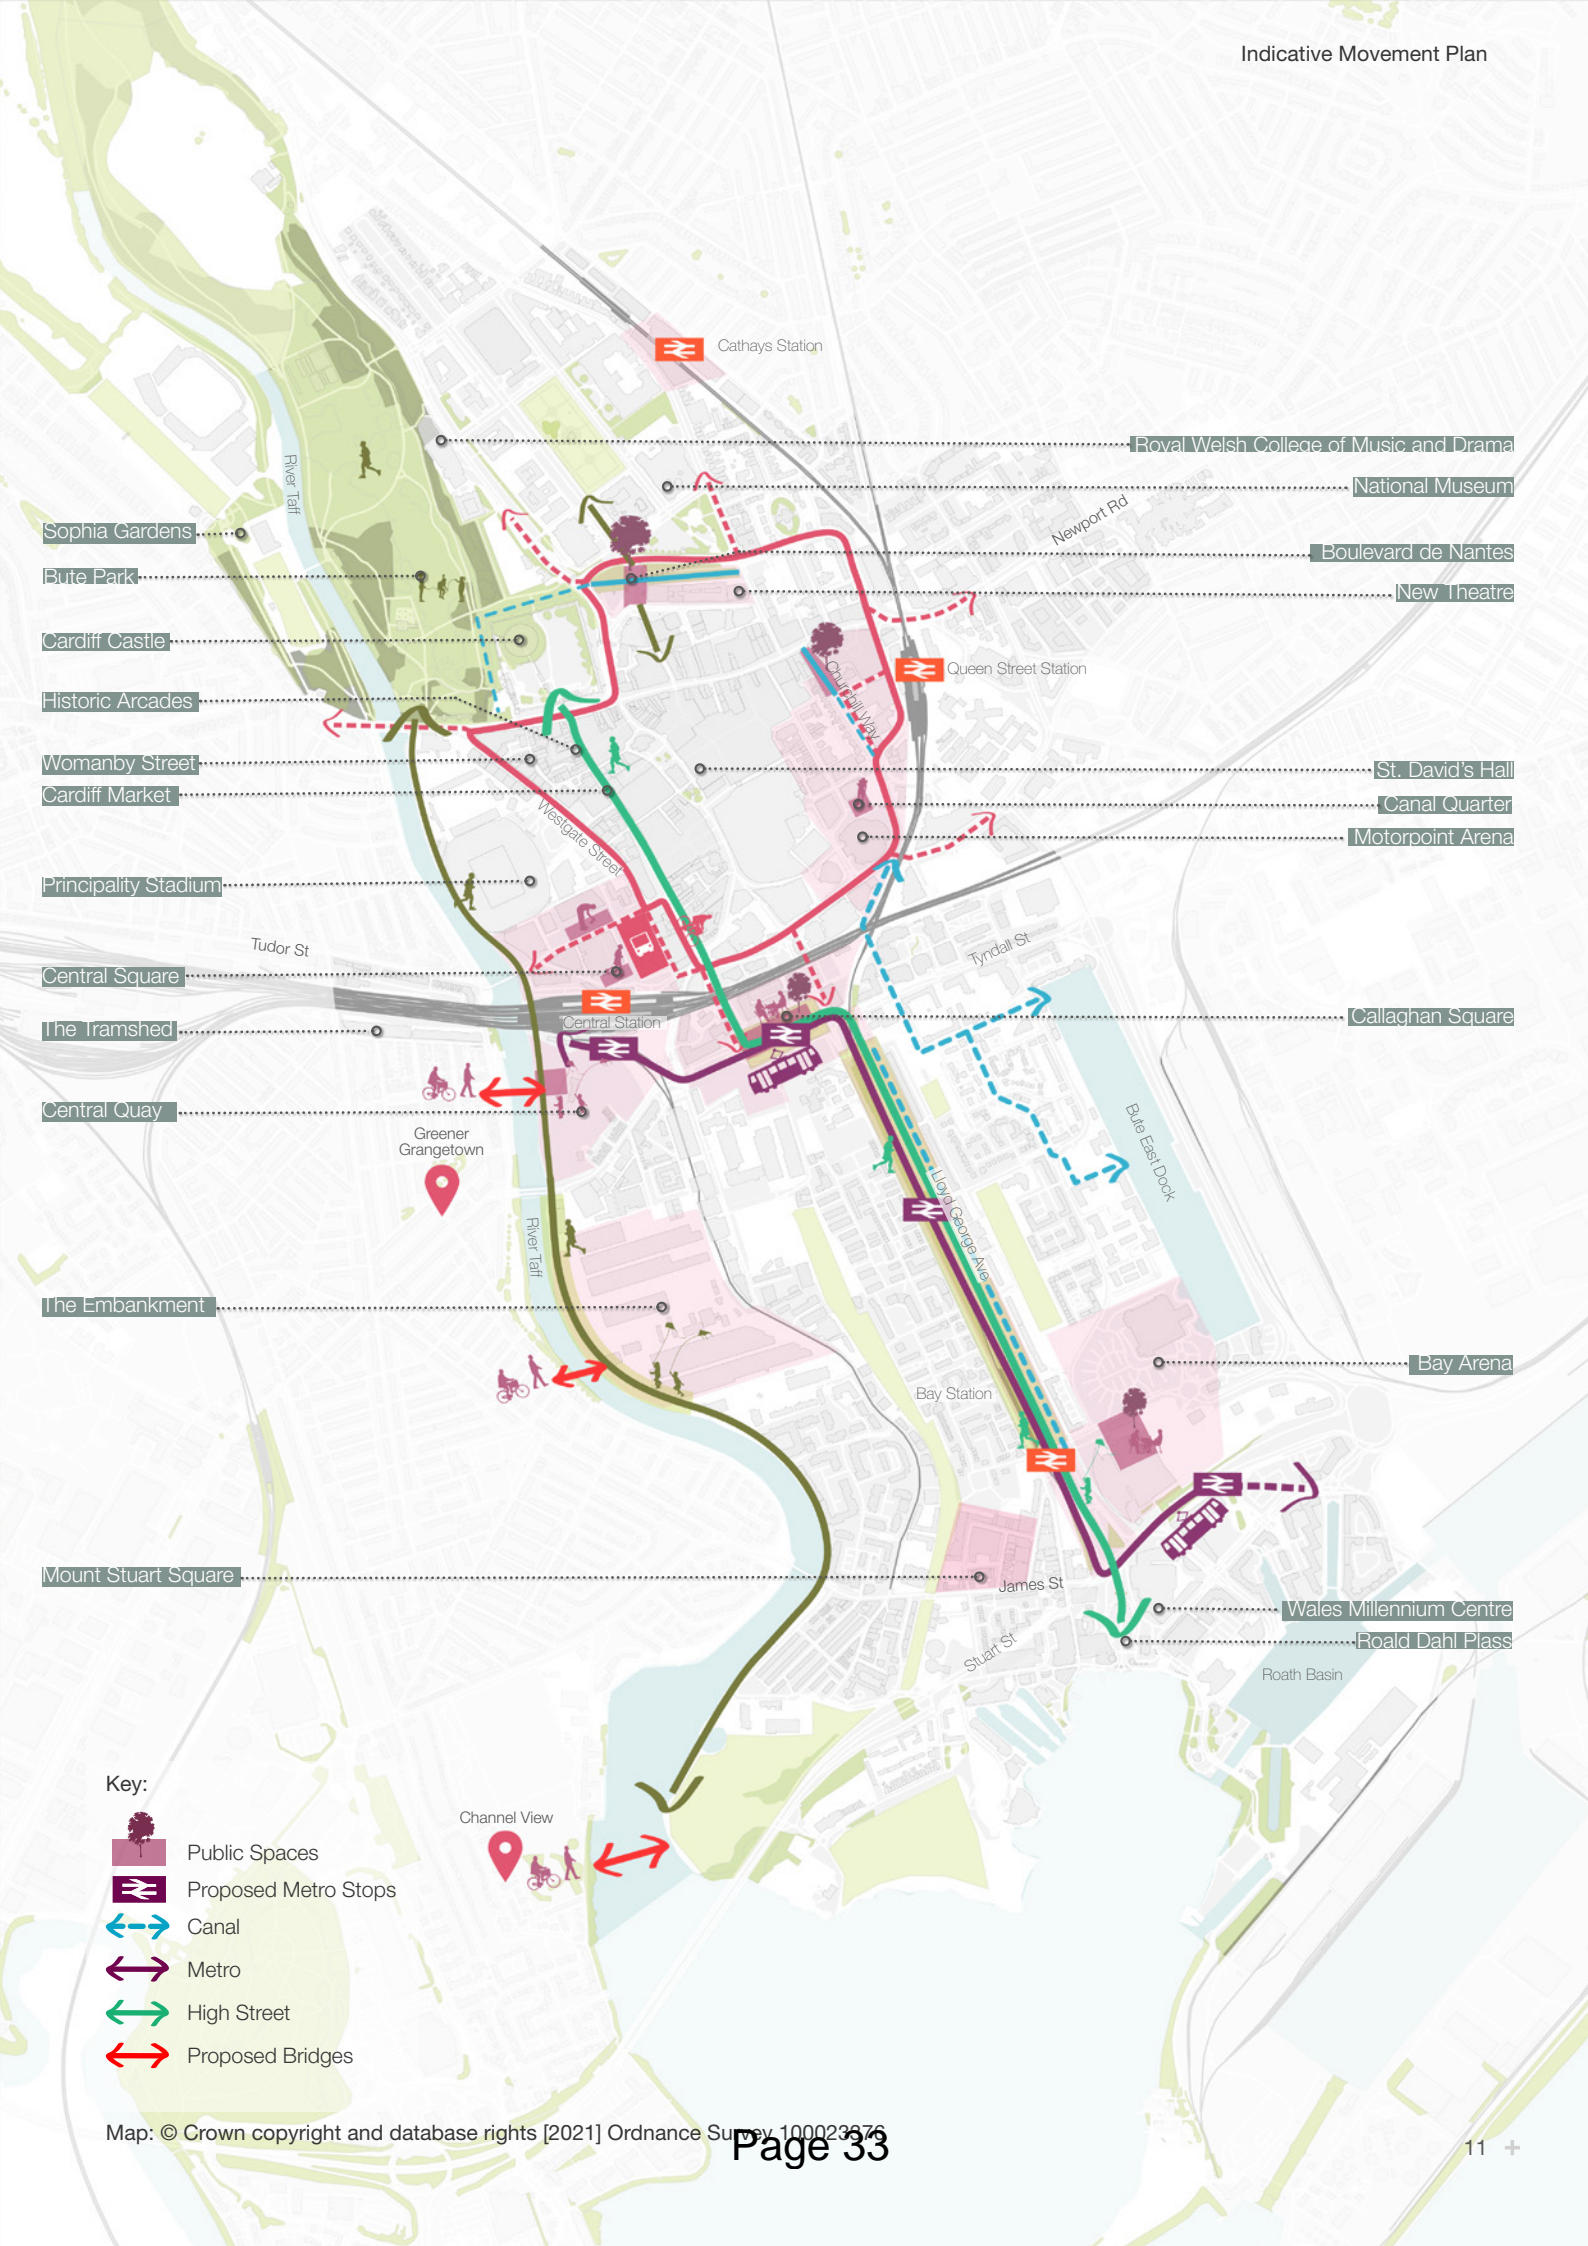 Indicative Movement Plan
Cathays Station
Royal Welsh College of Music and Drama
National Museum
Newport Rd
River Taff
Sophia Gardens
Boulevard de Nantes
Bute Park
New Theatre
Cardiff Castle
Queen Street Station
Historic Arcades
Churchill Way
Womanby Street
St. David's Hall
Cardiff Market
Canal Quarter
Westgate Street
Motorpoint Arena
Principality Stadium
Tudor St
Tyndall St
Central Square
Central Station
The Tramshed
Callaghan Square
Central Quay
Greener
Grangetown
Bute East Dock
Lloyd George Ave
River Taff
The Embankment
Bay Arena
Bay Station
Mount Stuart Square
James St
Wales Millennium Centre
Stuart St
Roald Dahl Plass
Roath Basin
Channel View
Key:
Public Spaces
Proposed Metro Stops
Canal
Metro
High Street
Proposed Bridges
Map: © Crown copyright and database rights [2021] Ordnance Survey 100023376
Page 33
11 +